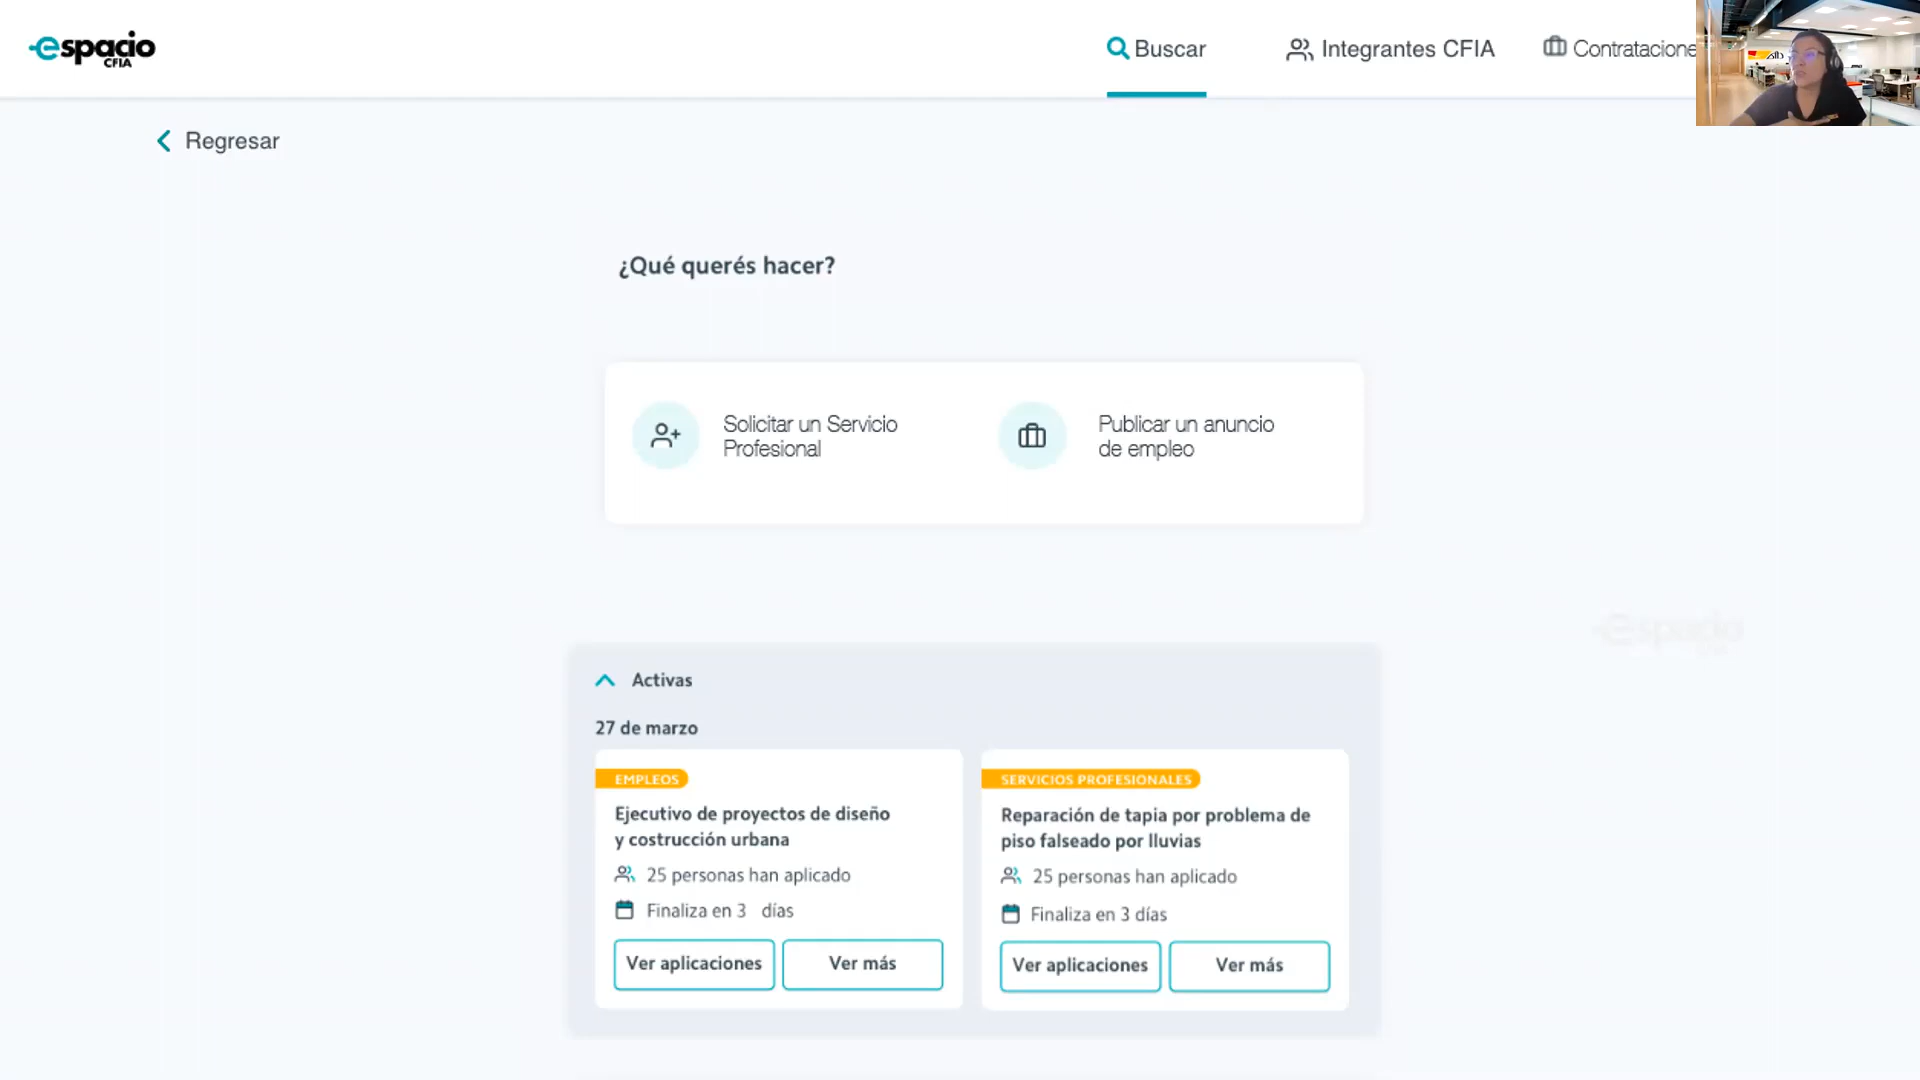 espacio
CFIA
Buscar
Integrantes CFIA
Contratacione
Regresar
¿Qué querés hacer?
Solicitar un Servicio
Profesional
Publicar un anuncio
de empleo
espacio
Activas
27 de marzo
EMPLEOS
Ejecutivo de proyectos de diseño
y costrucción urbana
25 personas han aplicado
Finaliza en 3 días
Ver aplicaciones
Ver más
SERVICIOS PROFESIONALES
Reparación de tapia por problema de
piso falseado por lluvias
25 personas han aplicado
Finaliza en 3 días
Ver aplicaciones
Ver más